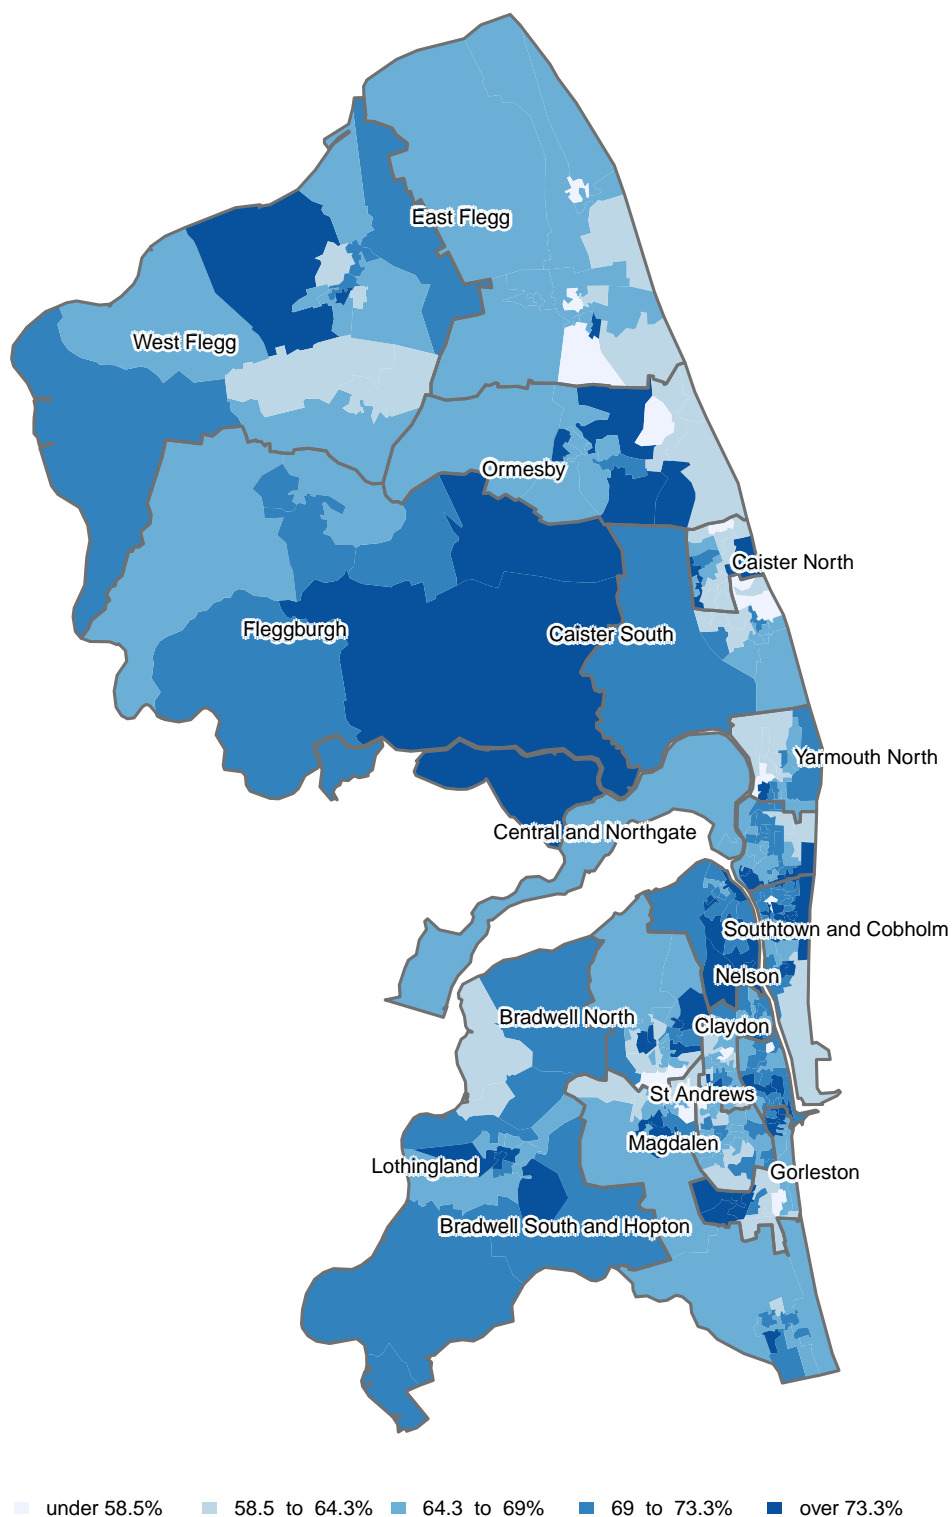 East Flegg
West Flegg
Ormesby
Caister North
Fleggburgh
Caister South
Yarmouth North
Central and Northgate
Southtown and Cobholm
Nelson
Bradwell North
Claydon
St Andrews
Magdalen
Lothingland
Gorleston
Bradwell South and Hopton
under 58.5% 58.5 to 64.3% 64.3 to 69% 69 to 73.3% over 73.3%